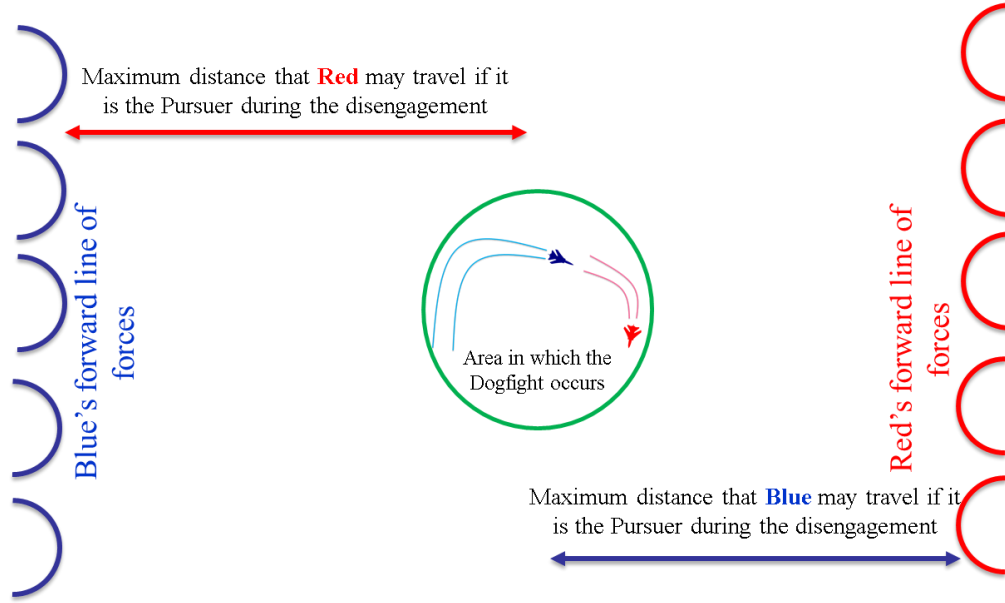 Maximum distance that Red may travel if it
is the Pursuer during the disengagement
Blue's forward line of
forces
Area in which the
Dogfight occurs
Red's forward line of
forces
Maximum distance that Blue may travel if it
is the Pursuer during the disengagement